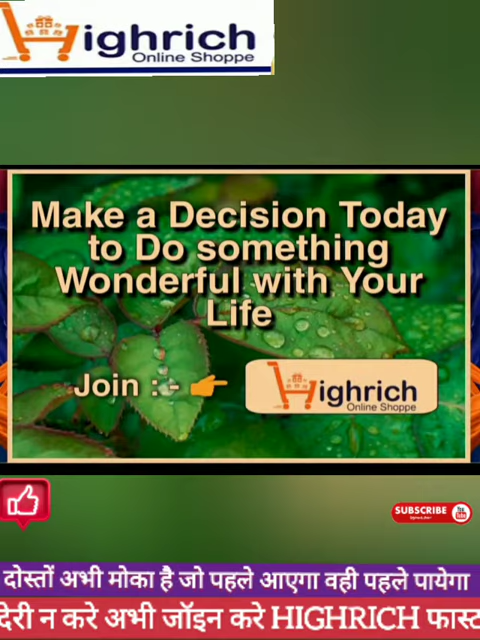 Highrich
Online Shoppe
Make a Decision Today
to Do something
Wonderful with Your
Life
Join :-
Highrich
Online Shoppe
SUBSCRIBE
दोस्तों अभी मोका है जो पहले आएगा वही पहले पायेगा
देरी न करे अभी जॉइन करे HIGHRICH फास्ट